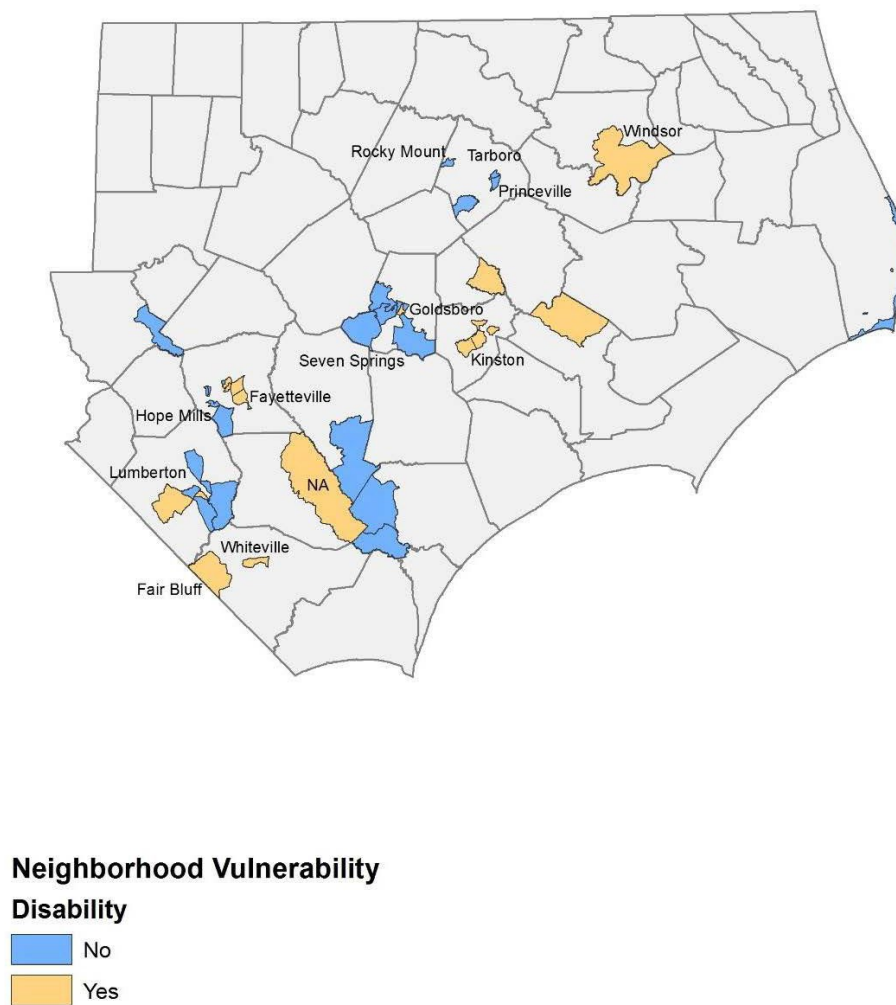 Windsor
Rocky Mount
Tarboro
Princeville
Goldsboro
Seven Springs
Kinston
Fayetteville
Hope Mills
Lumberton
NA
Whiteville
Fair Bluff
Neighborhood Vulnerability
Disability
No
Yes